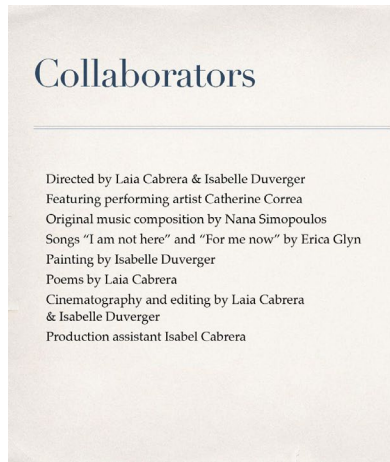 Collaborators
Directed by Laia Cabrera & Isabelle Duverger
Featuring performing artist Catherine Correa
Original music composition by Nana Simopoulos
Songs “I am not here” and “For me now” by Erica Glyn
Painting by Isabelle Duverger
Poems by Laia Cabrera
Cinematography and editing by Laia Cabrera
& Isabelle Duverger
Production assistant Isabel Cabrera